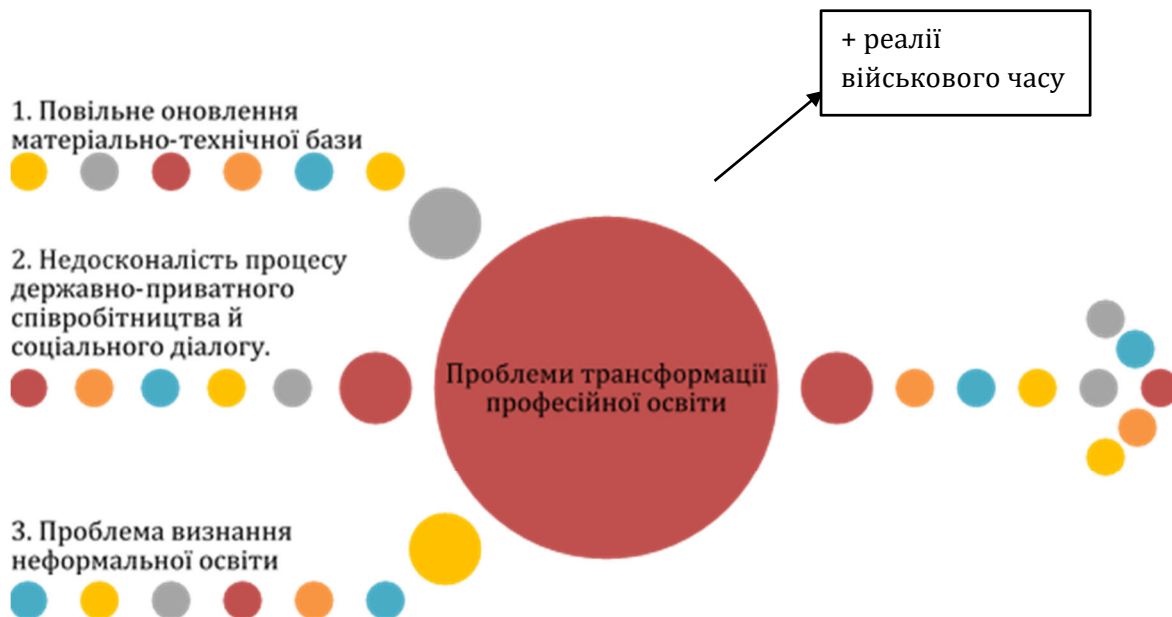 + реалії
військового часу
1. Повільне оновлення
матеріально-технічної бази
2. Недосконалість процесу
державно-приватного
співробітництва й
соціального діалогу.
Проблеми трансформації
професійної освіти
3. Проблема визнання
неформальної освіти